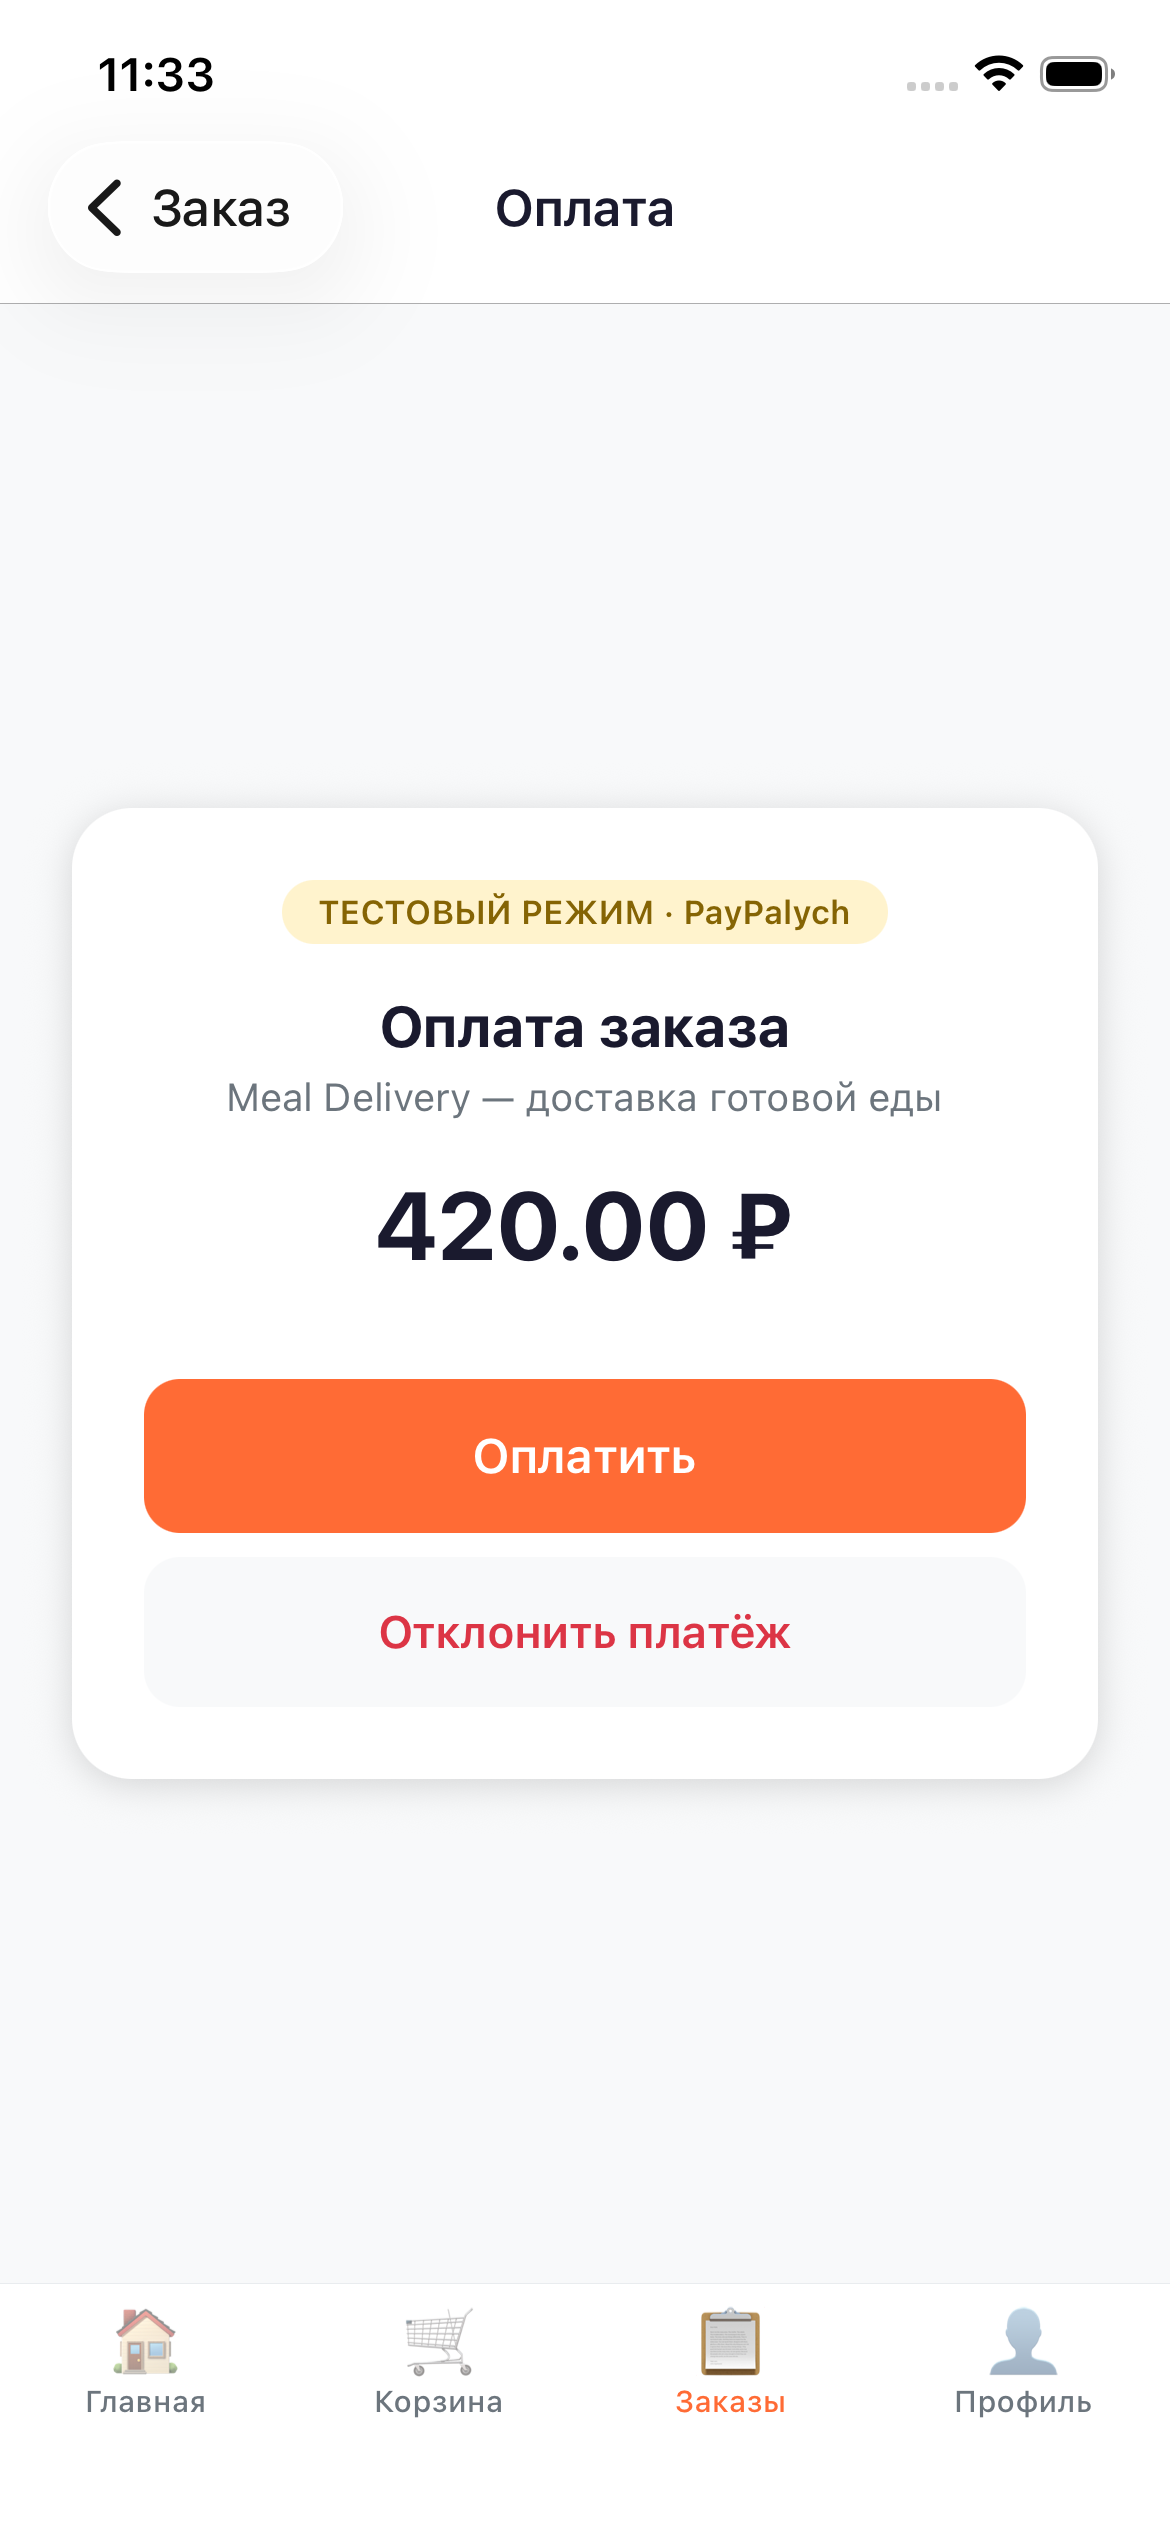 11:33
Заказ
Оплата
ТЕСТОВЫЙ РЕЖИМ · PayPalych
Оплата заказа
Meal Delivery — доставка готовой еды
420.00 ₽
Оплатить
Отклонить платёж
Главная
Корзина
Заказы
Профиль